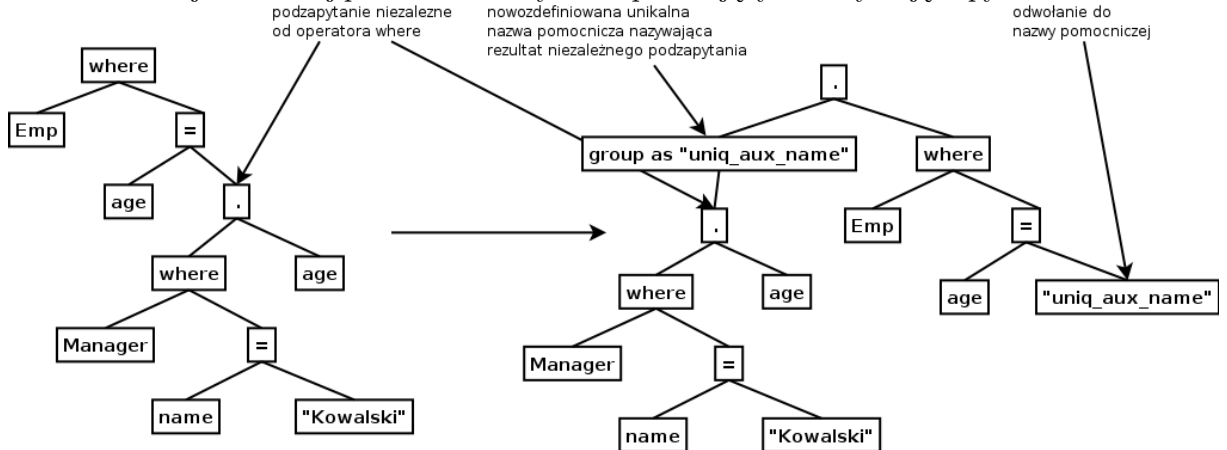 podzapytanie niezalezne
od operatora where
nowozdefiniowana unikalna
nazwa pomocnicza nazywająca
rezultat niezależnego podzapytania
odwołanie do
nazwy pomocniczej
where
Emp
=
age
.
where
age
Manager
=
name
"Kowalski"
.
group as "uniq_aux_name"
where
.
Emp
=
where
age
age
"uniq_aux_name"
Manager
=
name
"Kowalski"